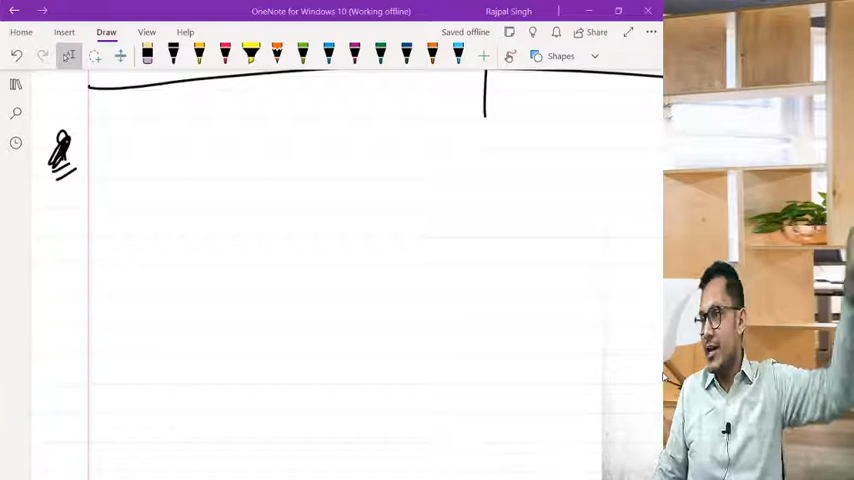 OneNote for Windows 10 (Working offline)
Rajpal Singh
Home
Insert
Draw
View
Help
Saved offline
Share
Shapes